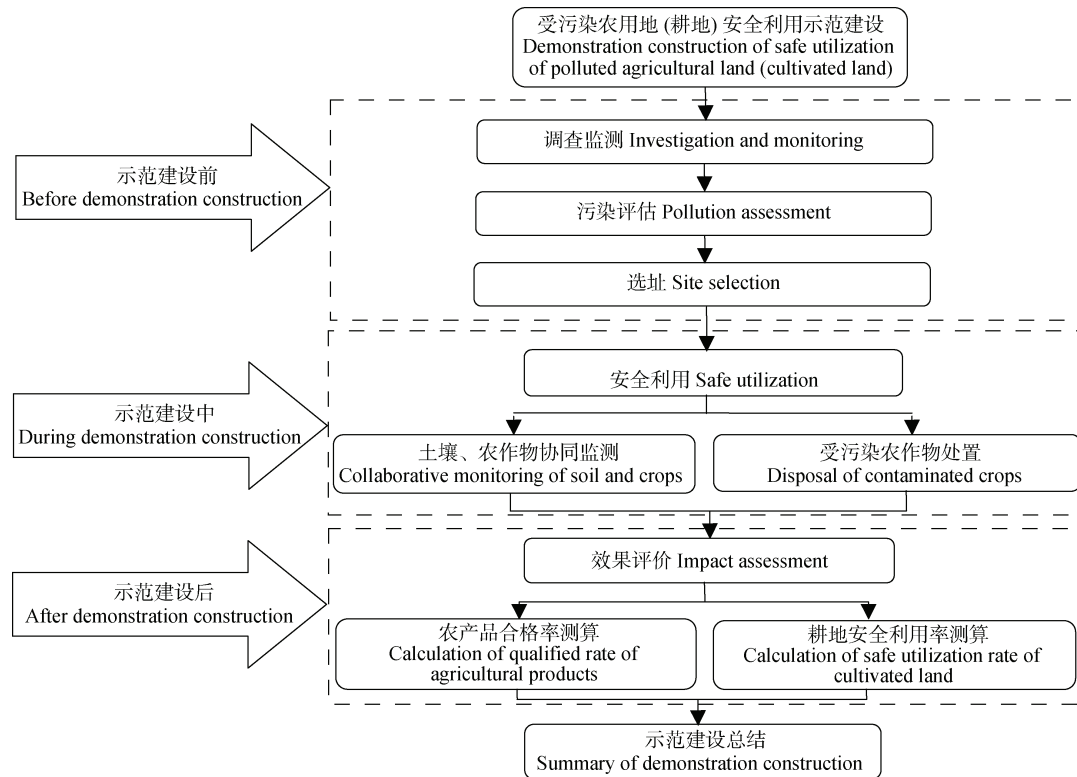 受污染农用地 (耕地) 安全利用示范建设
Demonstration construction of safe utilization
of polluted agricultural land (cultivated land)
示范建设前
Before demonstration construction
调查监测 Investigation and monitoring
污染评估 Pollution assessment
选址 Site selection
示范建设中
During demonstration construction
安全利用 Safe utilization
土壤、农作物协同监测
Collaborative monitoring of soil and crops
受污染农作物处置
Disposal of contaminated crops
示范建设后
After demonstration construction
效果评价 Impact assessment
农产品合格率测算
Calculation of qualified rate of
agricultural products
耕地安全利用率测算
Calculation of safe utilization rate of
cultivated land
示范建设总结
Summary of demonstration construction